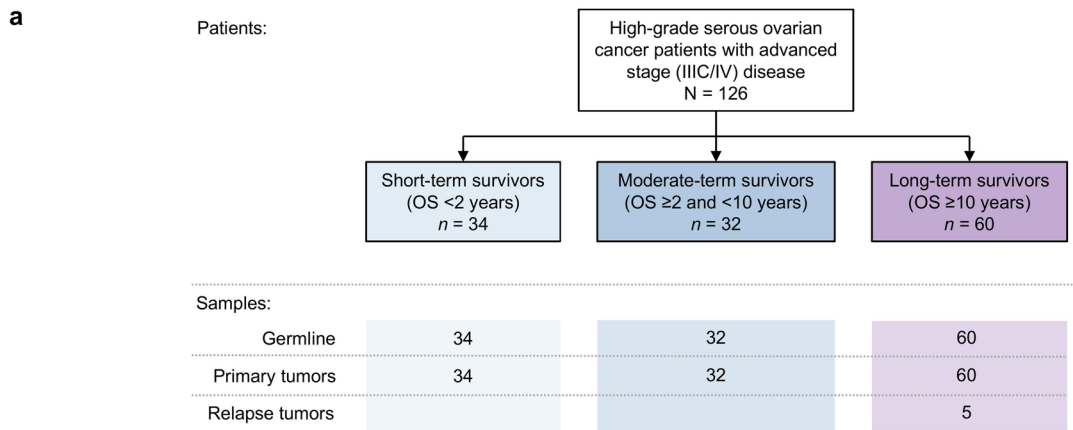 a
Patients:
High-grade serous ovarian
cancer patients with advanced
stage (IIIC/IV) disease
N = 126
Short-term survivors
(OS <2 years)
n = 34
Moderate-term survivors
(OS ≥2 and <10 years)
n = 32
Long-term survivors
(OS ≥10 years)
n = 60
Samples:
Germline 34 32 60
Primary tumors 34 32 60
Relapse tumors 5